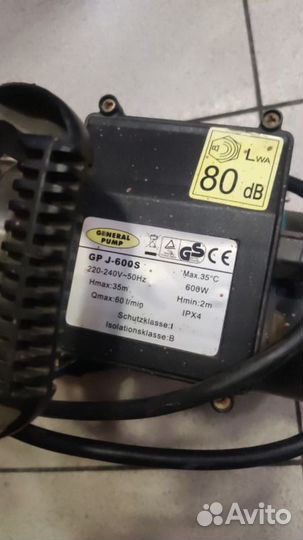 LWA
80 dB
GENERAL
PUMP
GS
CE
GP J-600S
220-240V~50Hz Max.35°C
Hmax:35m 600W
Qmax:60 l/min Hmin:2m
IPX4
Schutzklasse:I
Isolationsklasse:B
Avito